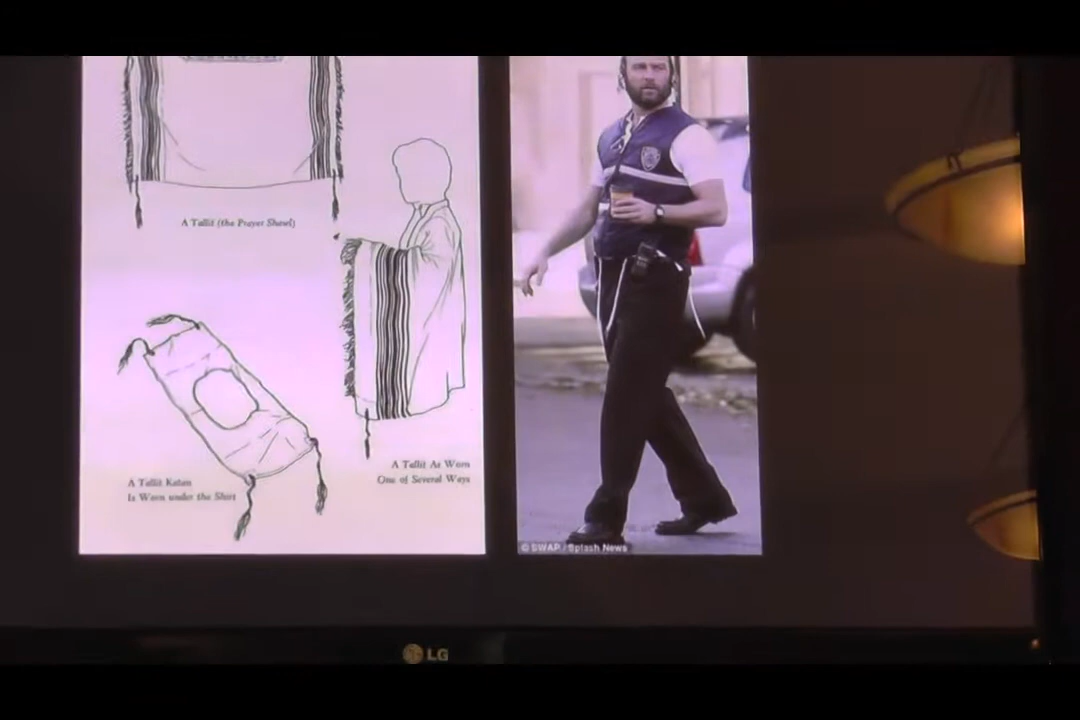 A Tallit (the Prayer Shawl)
A Tallit As Worn
One of Several Ways
A Tallit Katan
Is Worn under the Shirt
© SWAP / Splash News
LG